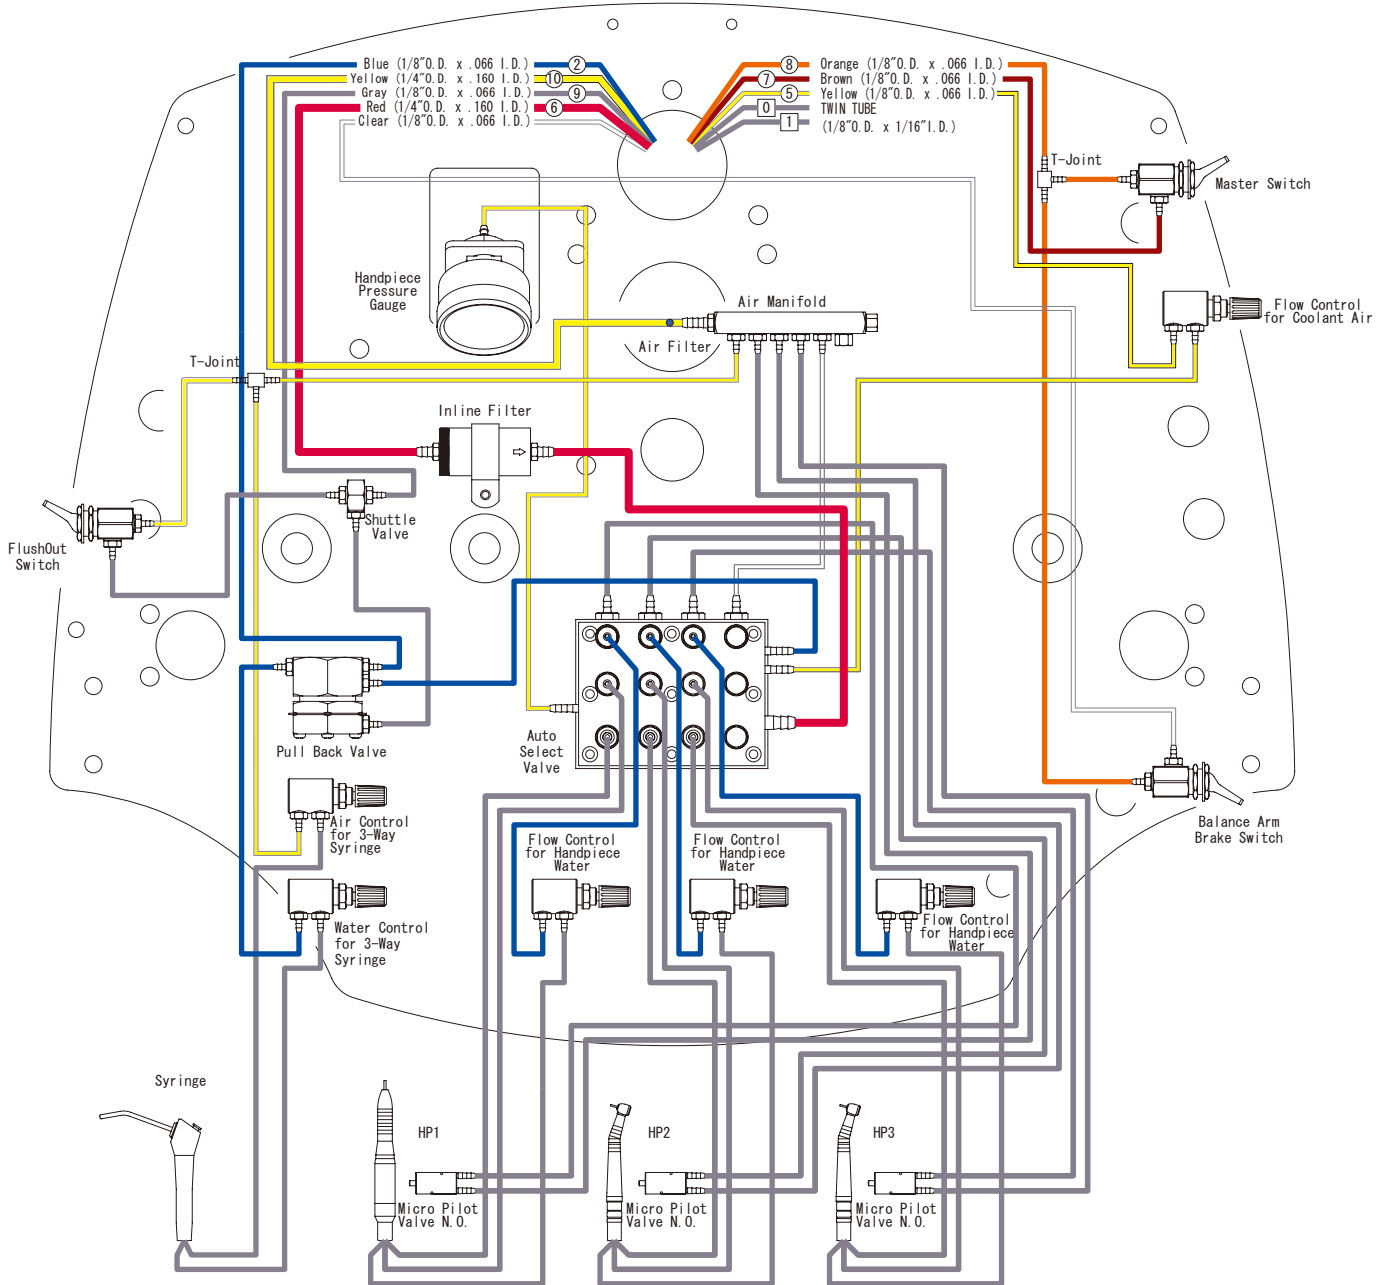 Blue (1/8"O.D. x .066 I.D.) 2
Yellow (1/4"O.D. x .160 I.D.) 10
Gray (1/8"O.D. x .066 I.D.) 9
Red (1/4"O.D. x .160 I.D.) 6
Clear (1/8"O.D. x .066 I.D.)
8 Orange (1/8"O.D. x .066 I.D.)
7 Brown (1/8"O.D. x .066 I.D.)
5 Yellow (1/8"O.D. x .066 I.D.)
0 TWIN TUBE
1 (1/8"O.D. x 1/16"I.D.)
T-Joint
Master Switch
Handpiece
Pressure
Gauge
Air Manifold
Flow Control
for Coolant Air
Air Filter
T-Joint
Inline Filter
Shuttle
Valve
FlushOut
Switch
Pull Back Valve
Auto
Select
Valve
Air Control
for 3-Way
Syringe
Flow Control
for Handpiece
Water
Flow Control
for Handpiece
Water
Balance Arm
Brake Switch
Water Control
for 3-Way
Syringe
Flow Control
for Handpiece
Water
Syringe
HP1
HP2
HP3
Micro Pilot
Valve N.O.
Micro Pilot
Valve N.O.
Micro Pilot
Valve N.O.